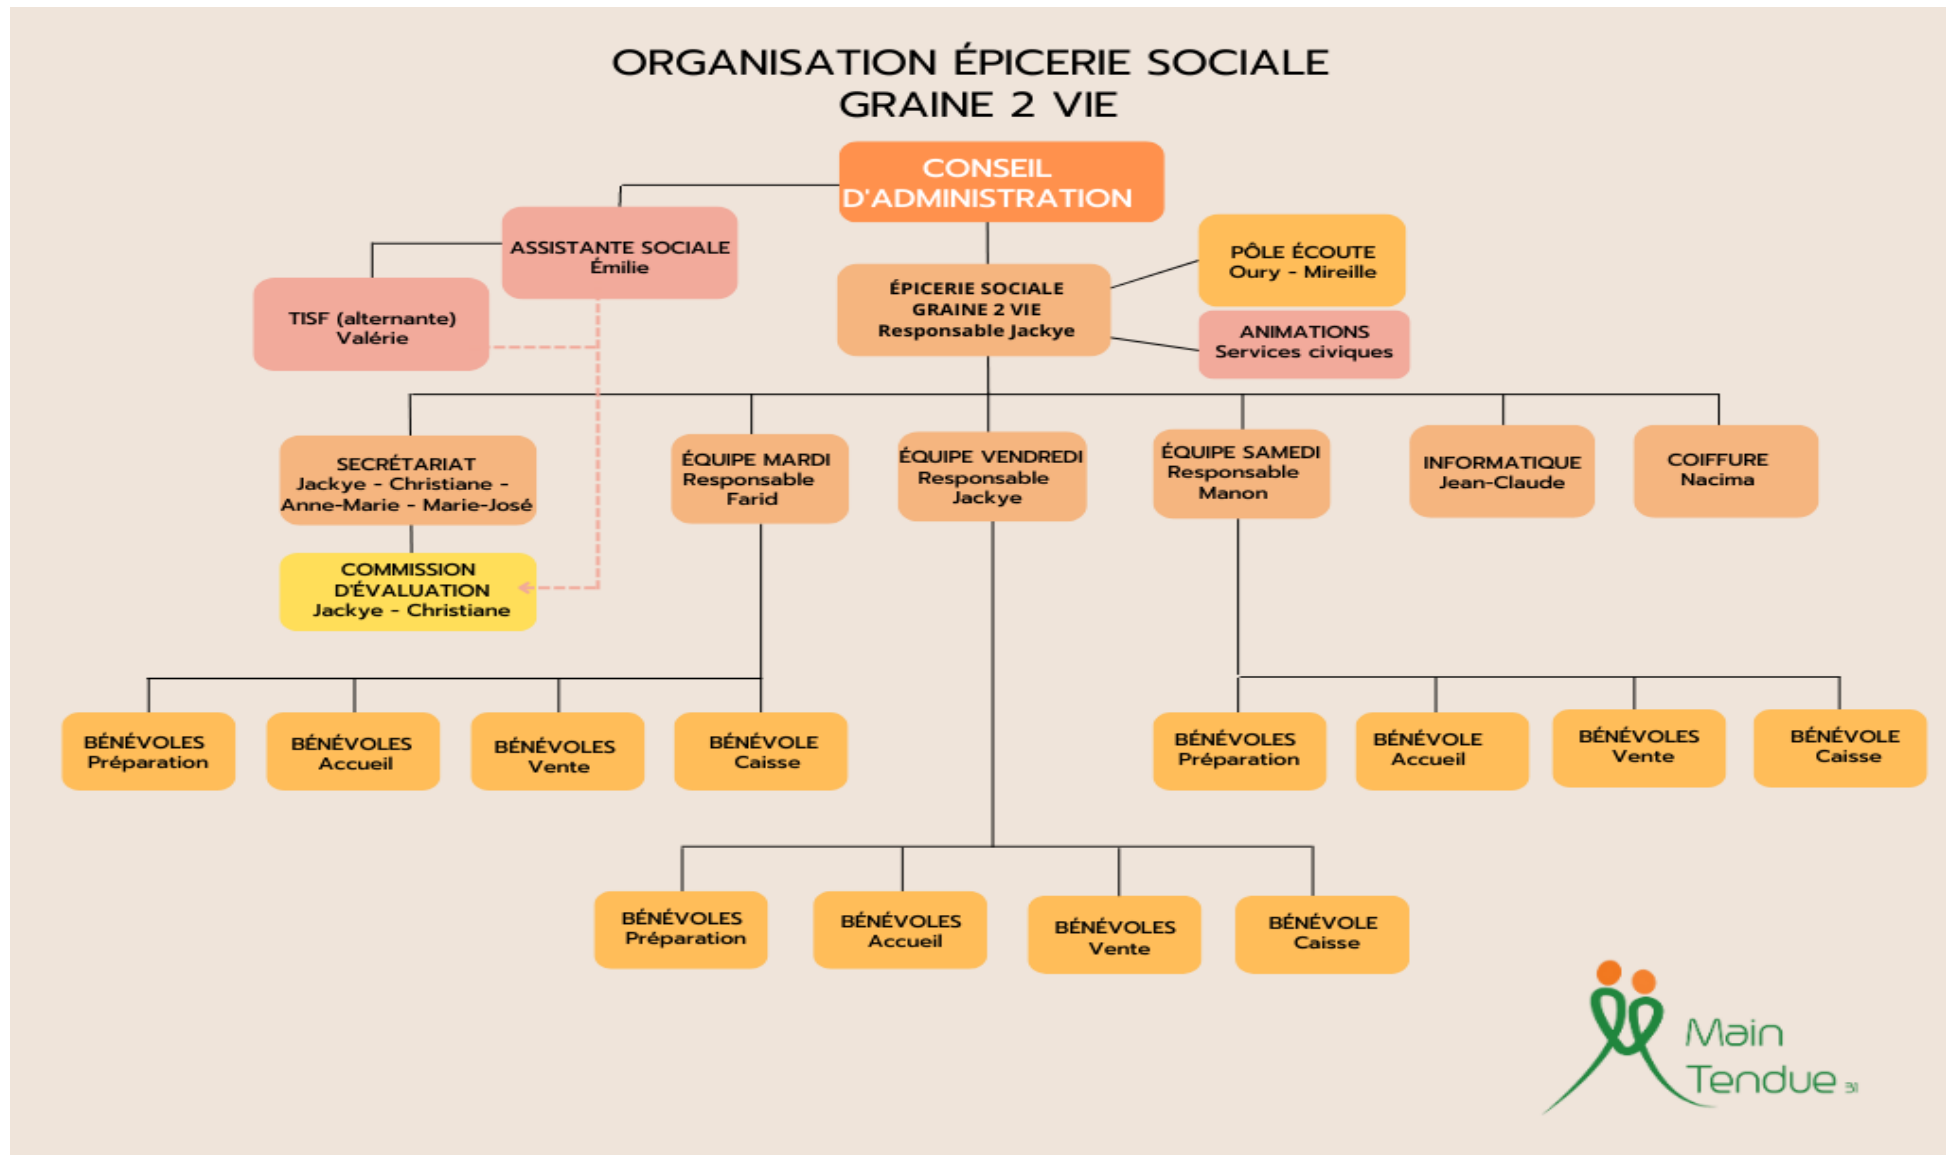 ORGANISATION ÉPICERIE SOCIALE
GRAINE 2 VIE
CONSEIL
D'ADMINISTRATION
ASSISTANTE SOCIALE
Émilie
TISF (alternante)
Valérie
ÉPICERIE SOCIALE
GRAINE 2 VIE
Responsable Jackye
PÔLE ÉCOUTE
Oury - Mireille
ANIMATIONS
Services civiques
SECRÉTARIAT
Jackye - Christiane -
Anne-Marie - Marie-José
COMMISSION
D'ÉVALUATION
Jackye - Christiane
ÉQUIPE MARDI
Responsable
Farid
ÉQUIPE VENDREDI
Responsable
Jackye
ÉQUIPE SAMEDI
Responsable
Manon
INFORMATIQUE
Jean-Claude
COIFFURE
Nacima
BÉNÉVOLES
Préparation
BÉNÉVOLES
Accueil
BÉNÉVOLES
Vente
BÉNÉVOLE
Caisse
BÉNÉVOLES
Préparation
BÉNÉVOLE
Accueil
BÉNÉVOLES
Vente
BÉNÉVOLE
Caisse
BÉNÉVOLES
Préparation
BÉNÉVOLES
Accueil
BÉNÉVOLES
Vente
BÉNÉVOLE
Caisse
Main
Tendue 31